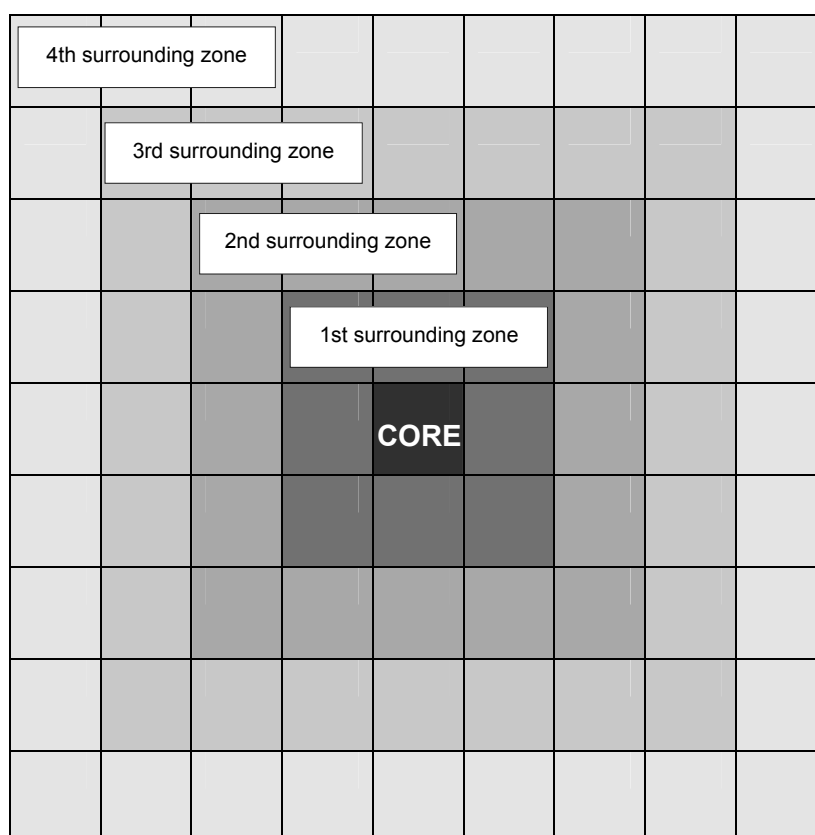 4th surrounding zone
3rd surrounding zone
2nd surrounding zone
1st surrounding zone
CORE